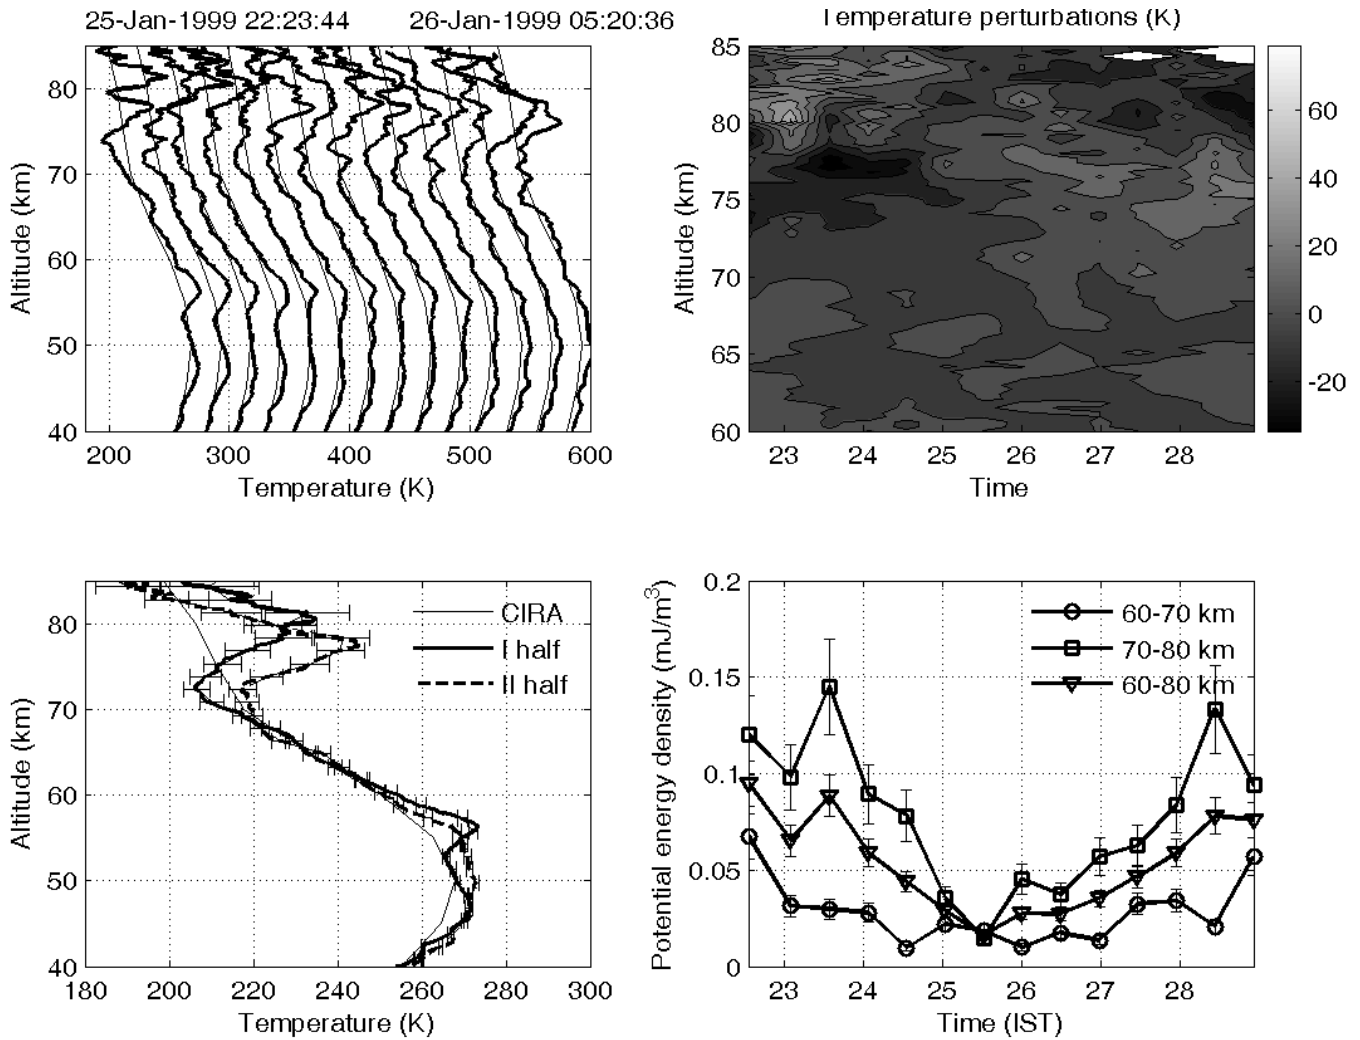 25-Jan-1999 22:23:44
26-Jan-1999 05:20:36
80
70
60
50
40
200
300
400
500
600
Altitude (km)
Temperature (K)
Temperature perturbations (K)
85
80
75
70
65
60
23
24
25
26
27
28
Altitude (km)
Time
60
40
20
0
-20
80
70
60
50
40
180
200
220
240
260
280
300
Altitude (km)
Temperature (K)
CIRA
I half
II half
0.2
0.15
0.1
0.05
0
23
24
25
26
27
28
Potential energy density (mJ/m³)
Time (IST)
60-70 km
70-80 km
60-80 km